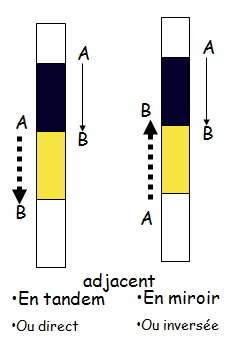 A
A
A
B
B
B
B
A
adjacent
•En tandem
•En miroir
•Ou direct
•Ou inversée